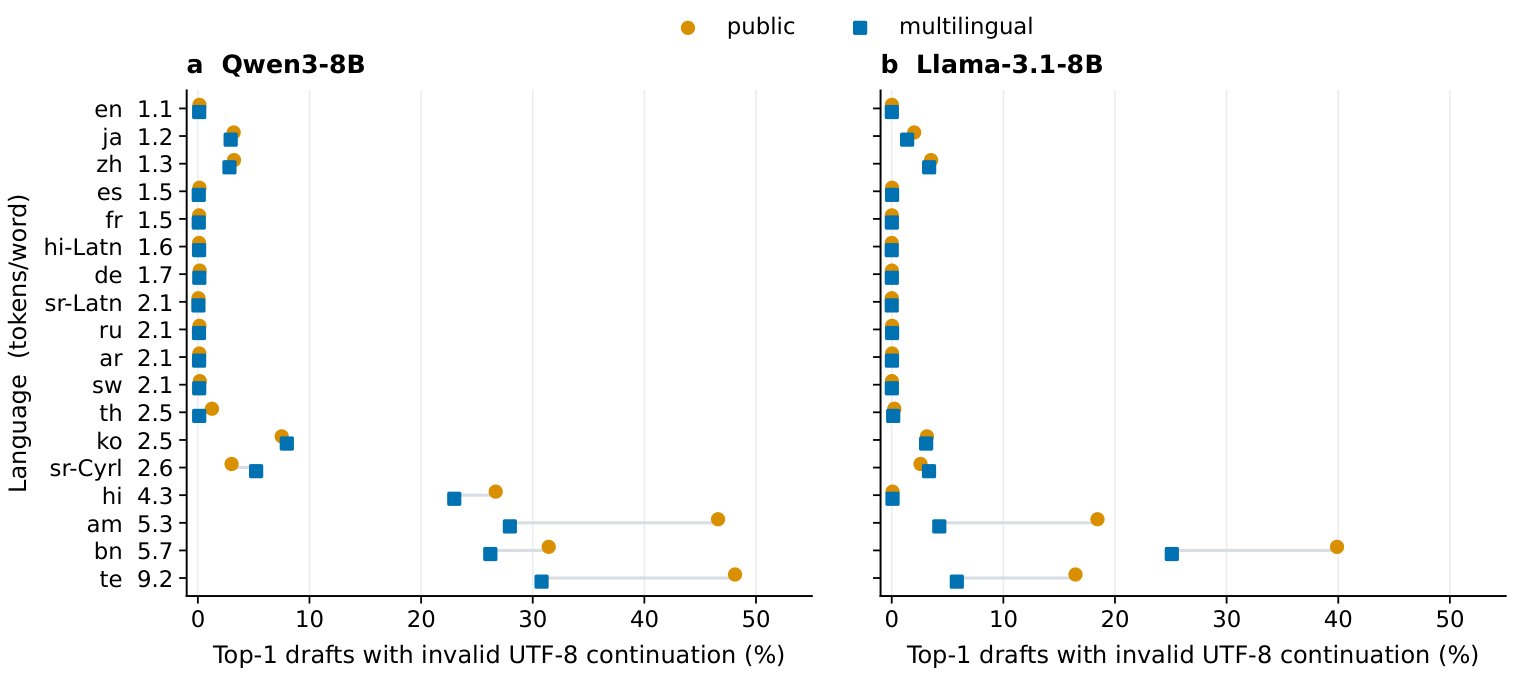 public multilingual
a Qwen3-8B
b Llama-3.1-8B
Language (tokens/word)
en 1.1
ja 1.2
zh 1.3
es 1.5
fr 1.5
hi-Latn 1.6
de 1.7
sr-Latn 2.1
ru 2.1
ar 2.1
sw 2.1
th 2.5
ko 2.5
sr-Cyrl 2.6
hi 4.3
am 5.3
bn 5.7
te 9.2
0 10 20 30 40 50
Top-1 drafts with invalid UTF-8 continuation (%)
0 10 20 30 40 50
Top-1 drafts with invalid UTF-8 continuation (%)